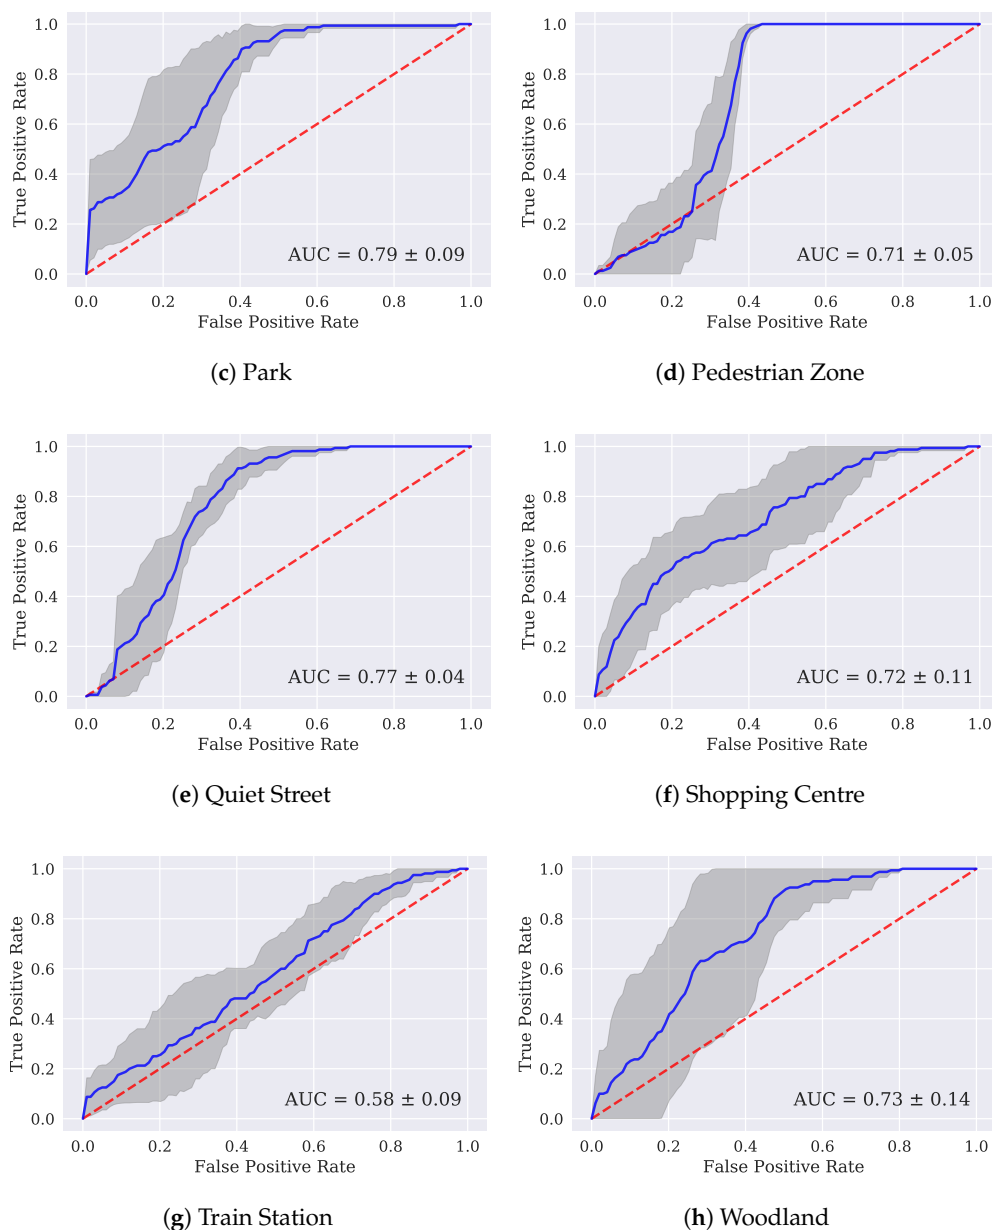 1.0
0.8
0.6
0.4
0.2
0.0
True Positive Rate
AUC = 0.79 ± 0.09
0.0 0.2 0.4 0.6 0.8 1.0
False Positive Rate
(c) Park
1.0
0.8
0.6
0.4
0.2
0.0
True Positive Rate
AUC = 0.71 ± 0.05
0.0 0.2 0.4 0.6 0.8 1.0
False Positive Rate
(d) Pedestrian Zone
1.0
0.8
0.6
0.4
0.2
0.0
True Positive Rate
AUC = 0.77 ± 0.04
0.0 0.2 0.4 0.6 0.8 1.0
False Positive Rate
(e) Quiet Street
1.0
0.8
0.6
0.4
0.2
0.0
True Positive Rate
AUC = 0.72 ± 0.11
0.0 0.2 0.4 0.6 0.8 1.0
False Positive Rate
(f) Shopping Centre
1.0
0.8
0.6
0.4
0.2
0.0
True Positive Rate
AUC = 0.58 ± 0.09
0.0 0.2 0.4 0.6 0.8 1.0
False Positive Rate
(g) Train Station
1.0
0.8
0.6
0.4
0.2
0.0
True Positive Rate
AUC = 0.73 ± 0.14
0.0 0.2 0.4 0.6 0.8 1.0
False Positive Rate
(h) Woodland